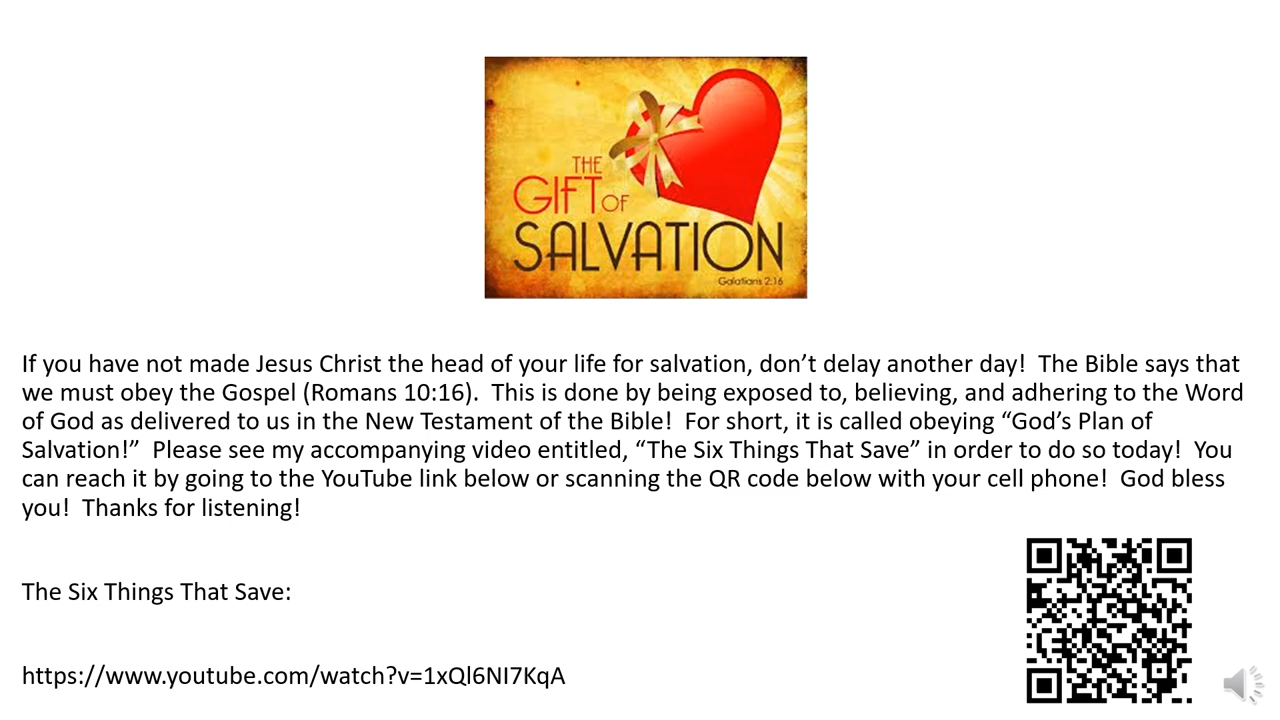 THE
GIFT OF
SALVATION
Galatians 2:16
If you have not made Jesus Christ the head of your life for salvation, don’t delay another day!  The Bible says that
we must obey the Gospel (Romans 10:16).  This is done by being exposed to, believing, and adhering to the Word
of God as delivered to us in the New Testament of the Bible!  For short, it is called obeying “God’s Plan of
Salvation!”  Please see my accompanying video entitled, “The Six Things That Save” in order to do so today!  You
can reach it by going to the YouTube link below or scanning the QR code below with your cell phone!  God bless
you!  Thanks for listening!
The Six Things That Save:
https://www.youtube.com/watch?v=1xQl6NI7KqA